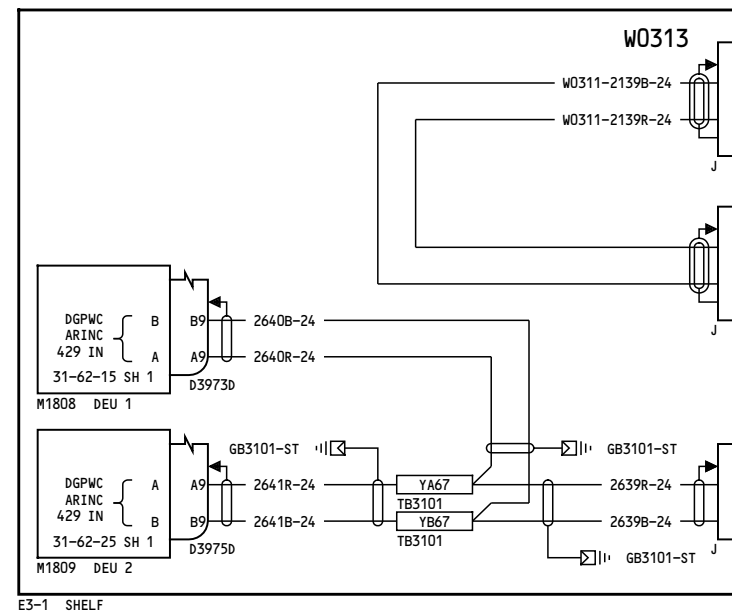 W0313
W0311-2139B-24
W0311-2139R-24
J
J
DGPWC B B9 2640B-24
ARINC
429 IN A A9 2640R-24
31-62-15 SH 1
D3973D
M1808 DEU 1
GB3101-ST GB3101-ST
DGPWC A A9 2641R-24 YA67 2639R-24
ARINC TB3101
429 IN B B9 2641B-24 YB67 2639B-24
31-62-25 SH 1 D3975D TB3101 J
GB3101-ST
M1809 DEU 2
E3-1 SHELF